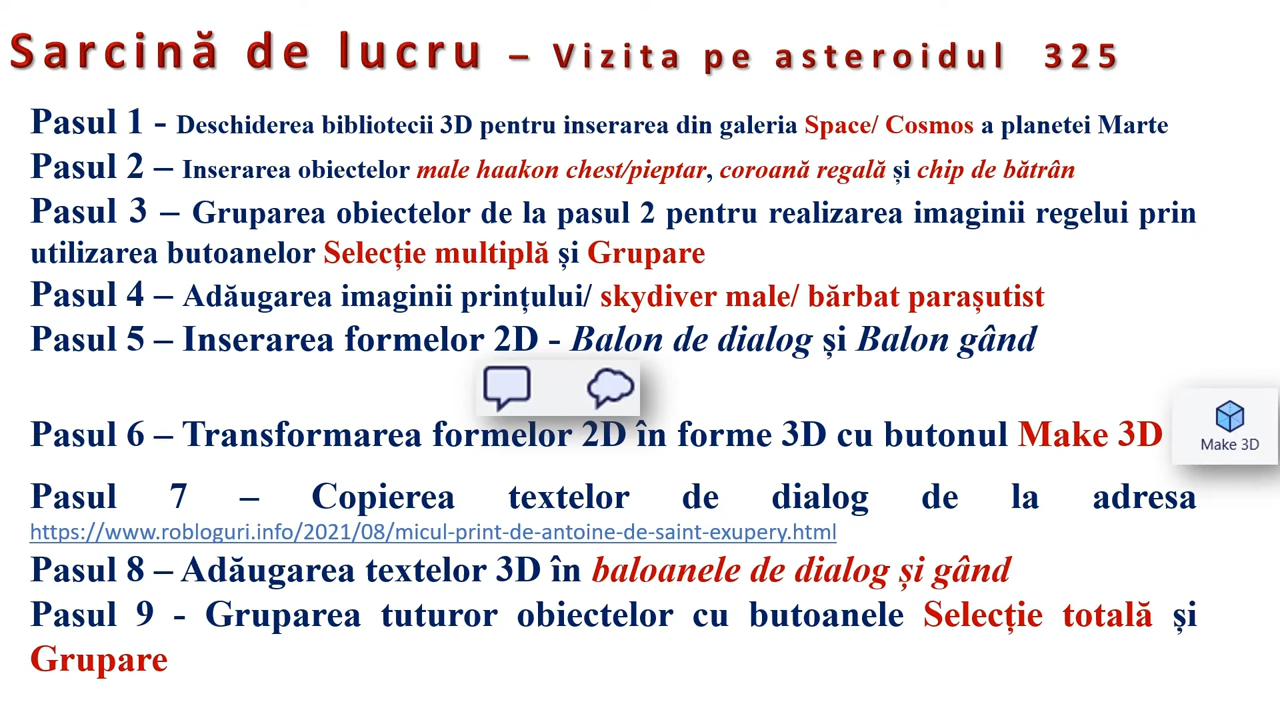 Sarcină de lucru – Vizita pe asteroidul 325
Pasul 1 - Deschiderea bibliotecii 3D pentru inserarea din galeria Space/ Cosmos a planetei Marte
Pasul 2 – Inserarea obiectelor male haakon chest/pieptar, coroană regală și chip de bătrân
Pasul 3 – Gruparea obiectelor de la pasul 2 pentru realizarea imaginii regelui prin
utilizarea butoanelor Selecție multiplă și Grupare
Pasul 4 – Adăugarea imaginii prințului/ skydiver male/ bărbat parașutist
Pasul 5 – Inserarea formelor 2D - Balon de dialog și Balon gând
Pasul 6 – Transformarea formelor 2D în forme 3D cu butonul Make 3D
Make 3D
Pasul 7 – Copierea textelor de dialog de la adresa
https://www.robloguri.info/2021/08/micul-print-de-antoine-de-saint-exupery.html
Pasul 8 – Adăugarea textelor 3D în baloanele de dialog și gând
Pasul 9 - Gruparea tuturor obiectelor cu butoanele Selecție totală și
Grupare